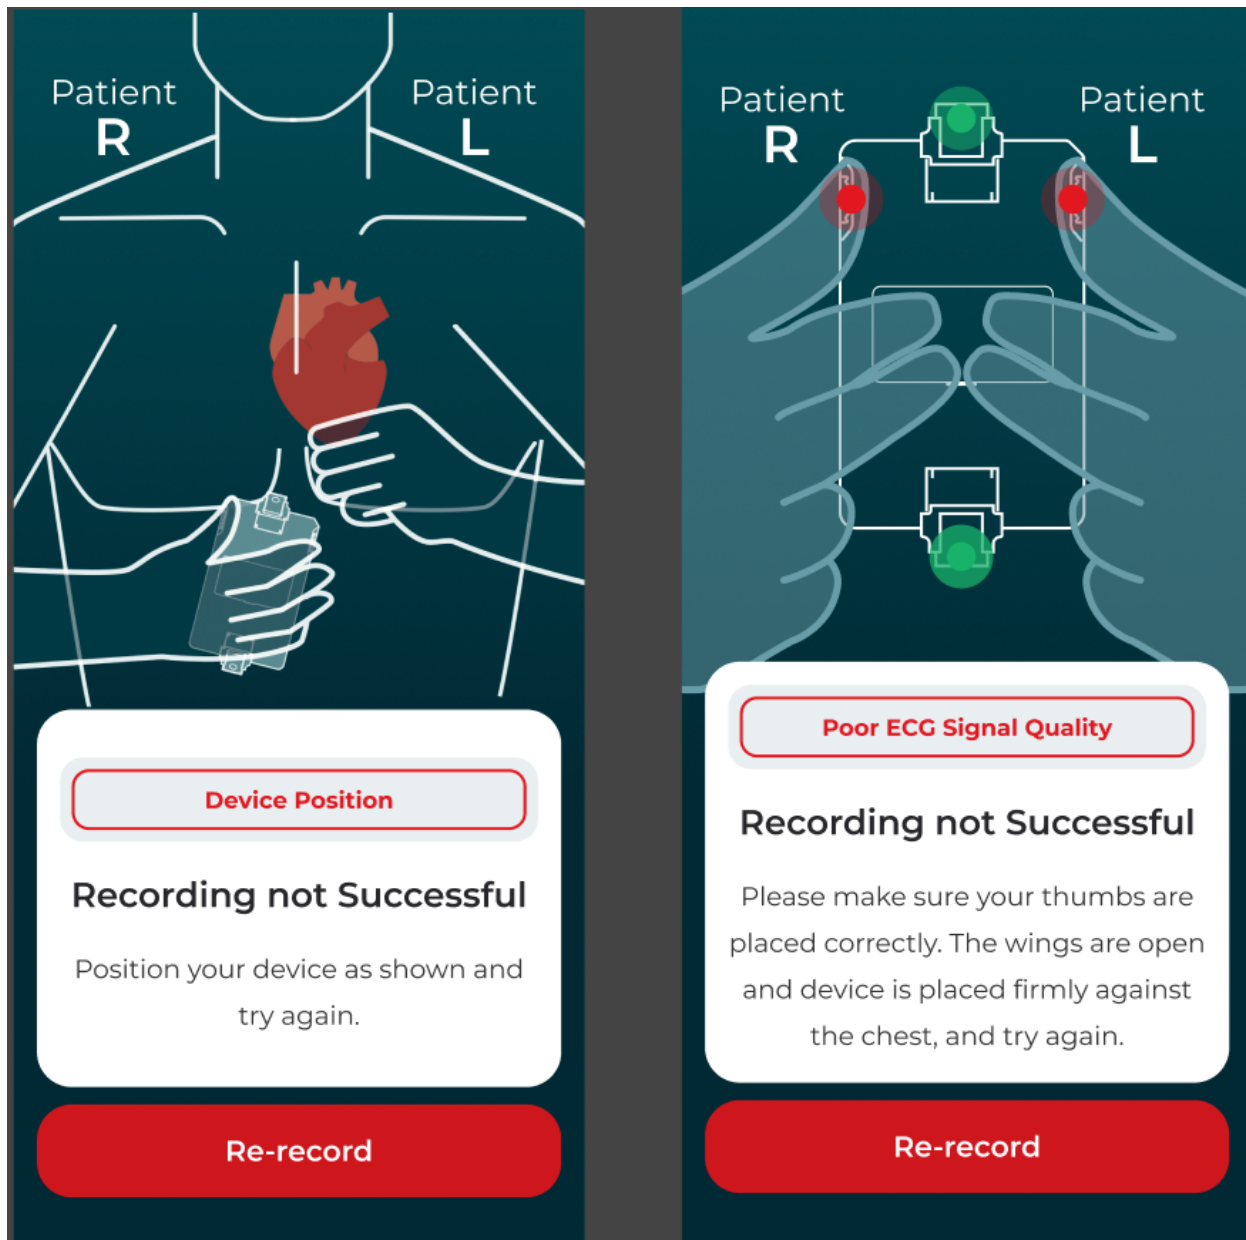 Patient
R
Patient
L
Device Position
Recording not Successful
Position your device as shown and
try again.
Re-record
Patient
R
Patient
L
Poor ECG Signal Quality
Recording not Successful
Please make sure your thumbs are
placed correctly. The wings are open
and device is placed firmly against
the chest, and try again.
Re-record